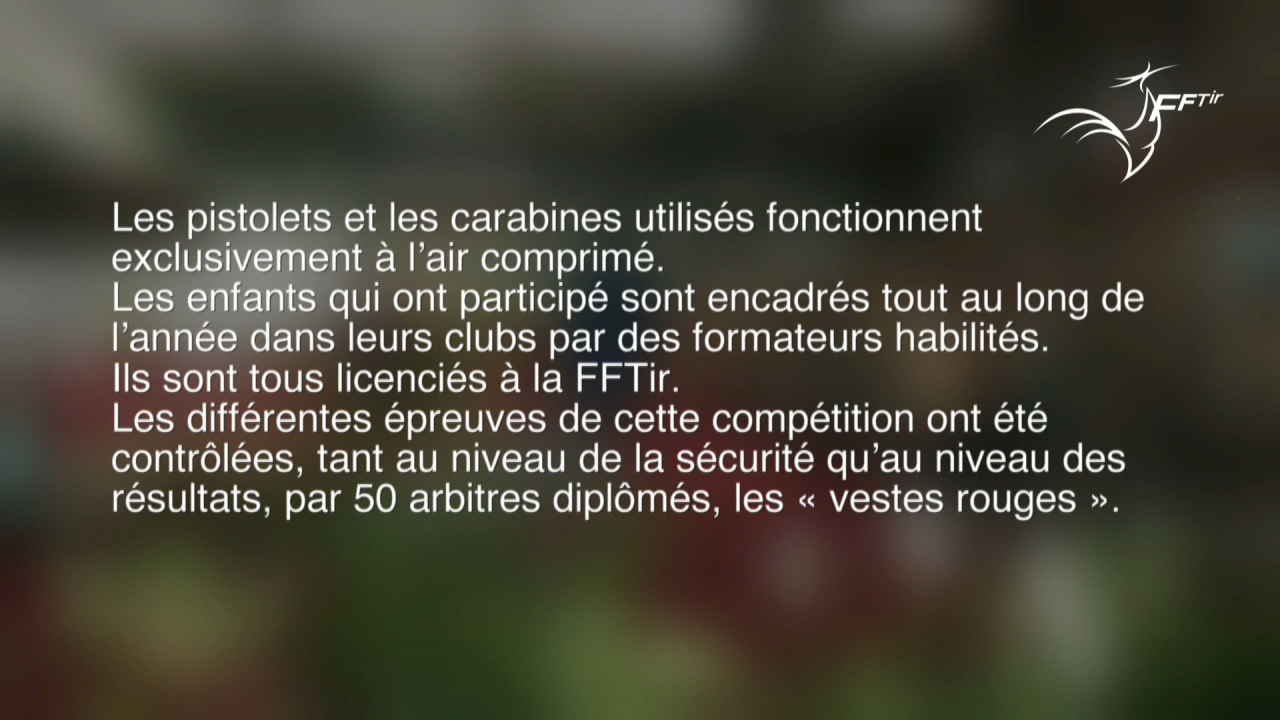 FFTir
Les pistolets et les carabines utilisés fonctionnent
exclusivement à l’air comprimé.
Les enfants qui ont participé sont encadrés tout au long de
l’année dans leurs clubs par des formateurs habilités.
Ils sont tous licenciés à la FFTir.
Les différentes épreuves de cette compétition ont été
contrôlées, tant au niveau de la sécurité qu’au niveau des
résultats, par 50 arbitres diplômés, les « vestes rouges ».